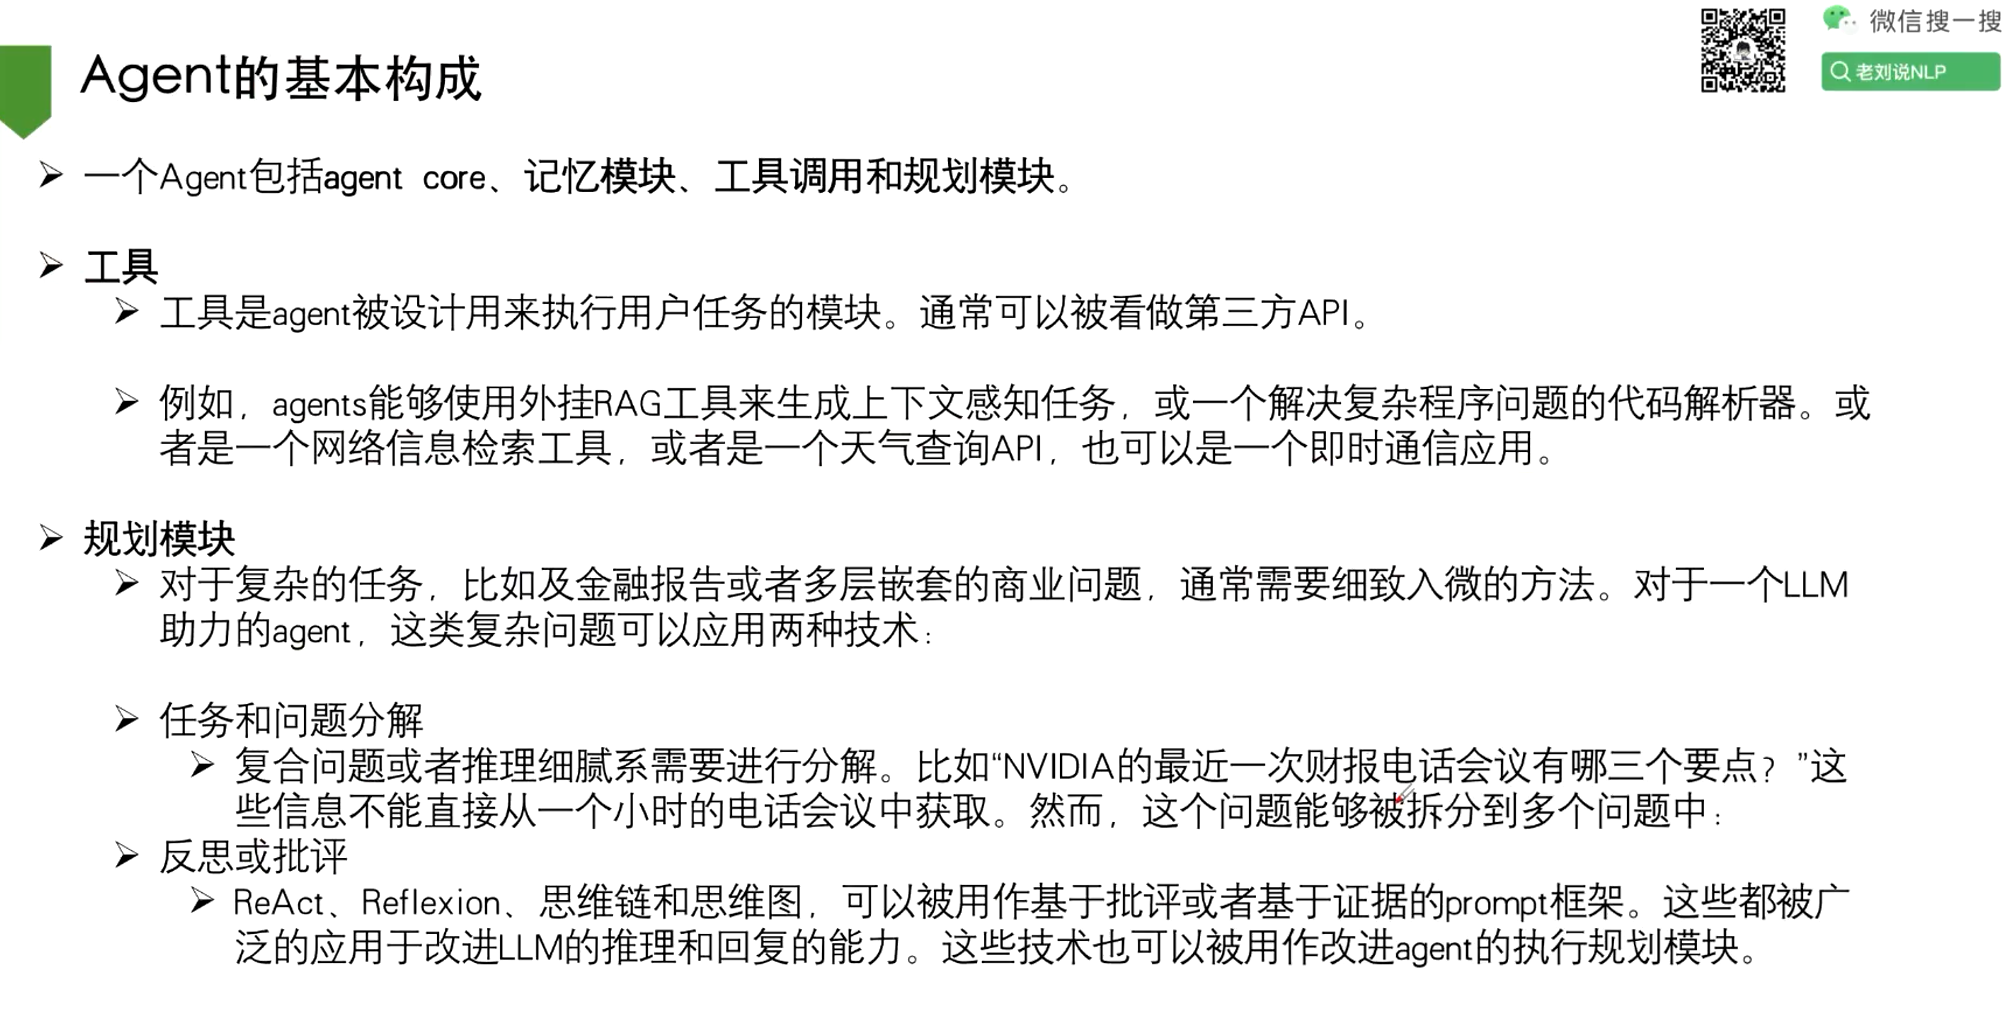 微信搜一搜
老刘说NLP
Agent的基本构成
一个Agent包括agent core、记忆模块、工具调用和规划模块。
工具
工具是agent被设计用来执行用户任务的模块。通常可以被看做第三方API。
例如，agents能够使用外挂RAG工具来生成上下文感知任务，或一个解决复杂程序问题的代码解析器。或
者是一个网络信息检索工具，或者是一个天气查询API，也可以是一个即时通信应用。
规划模块
对于复杂的任务，比如及金融报告或者多层嵌套的商业问题，通常需要细致入微的方法。对于一个LLM
助力的agent，这类复杂问题可以应用两种技术：
任务和问题分解
复合问题或者推理细腻系需要进行分解。比如“NVIDIA的最近一次财报电话会议有哪三个要点？”这
些信息不能直接从一个小时的电话会议中获取。然而，这个问题能够被拆分到多个问题中：
反思或批评
ReAct、Reflexion、思维链和思维图，可以被用作基于批评或者基于证据的prompt框架。这些都被广
泛的应用于改进LLM的推理和回复的能力。这些技术也可以被用作改进agent的执行规划模块。